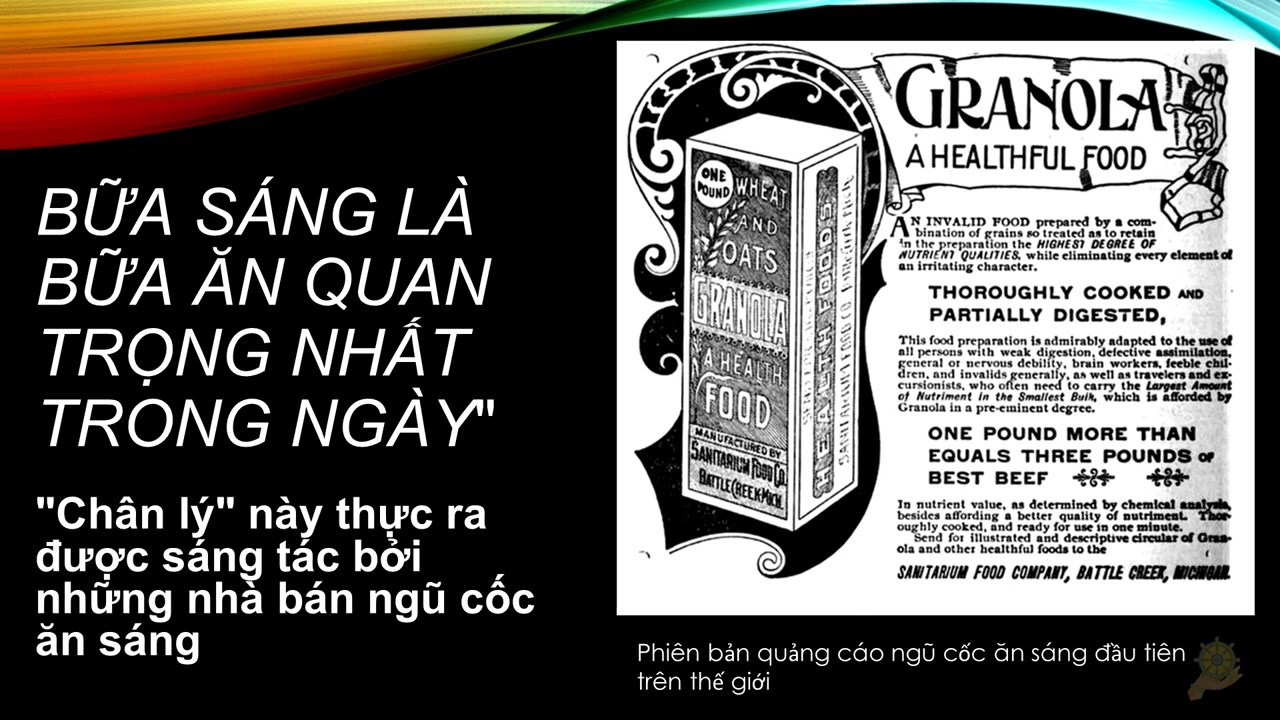 BỮA SÁNG LÀ
BỮA ĂN QUAN
TRỌNG NHẤT
TRONG NGÀY"
"Chân lý" này thực ra
được sáng tác bởi
những nhà bán ngũ cốc
ăn sáng
GRANOLA
A HEALTHFUL FOOD
ONE
POUND
WHEAT
AND
OATS
GRANOLA
A HEALTH
FOOD
MANUFACTURED BY
SANITARIUM FOOD CO.
BATTLE CREEK MICH.
HEALTH FOODS
AN INVALID FOOD prepared by a com-
bination of grains so treated as to retain
in the preparation the HIGHEST DEGREE OF
NUTRIENT QUALITIES, while eliminating every element of
an irritating character.
THOROUGHLY COOKED AND
PARTIALLY DIGESTED,
This food preparation is admirably adapted to the use of
all persons with weak digestion, defective assimilation,
general or nervous debility, brain workers, feeble chil-
dren, and invalids generally, as well as travelers and ex-
cursionists, who often need to carry the Largest Amount
of Nutriment in the Smallest Bulk, which is afforded by
Granola in a pre-eminent degree.
ONE POUND MORE THAN
EQUALS THREE POUNDS OF
BEST BEEF
In nutrient value, as determined by chemical analysis,
besides affording a better quality of nutriment. Thor-
oughly cooked, and ready for use in one minute.
Send for illustrated and descriptive circular of Gran-
ola and other healthful foods to the
SANITARIUM FOOD COMPANY, BATTLE CREEK, MICHIGAN.
Phiên bản quảng cáo ngũ cốc ăn sáng đầu tiên
trên thế giới